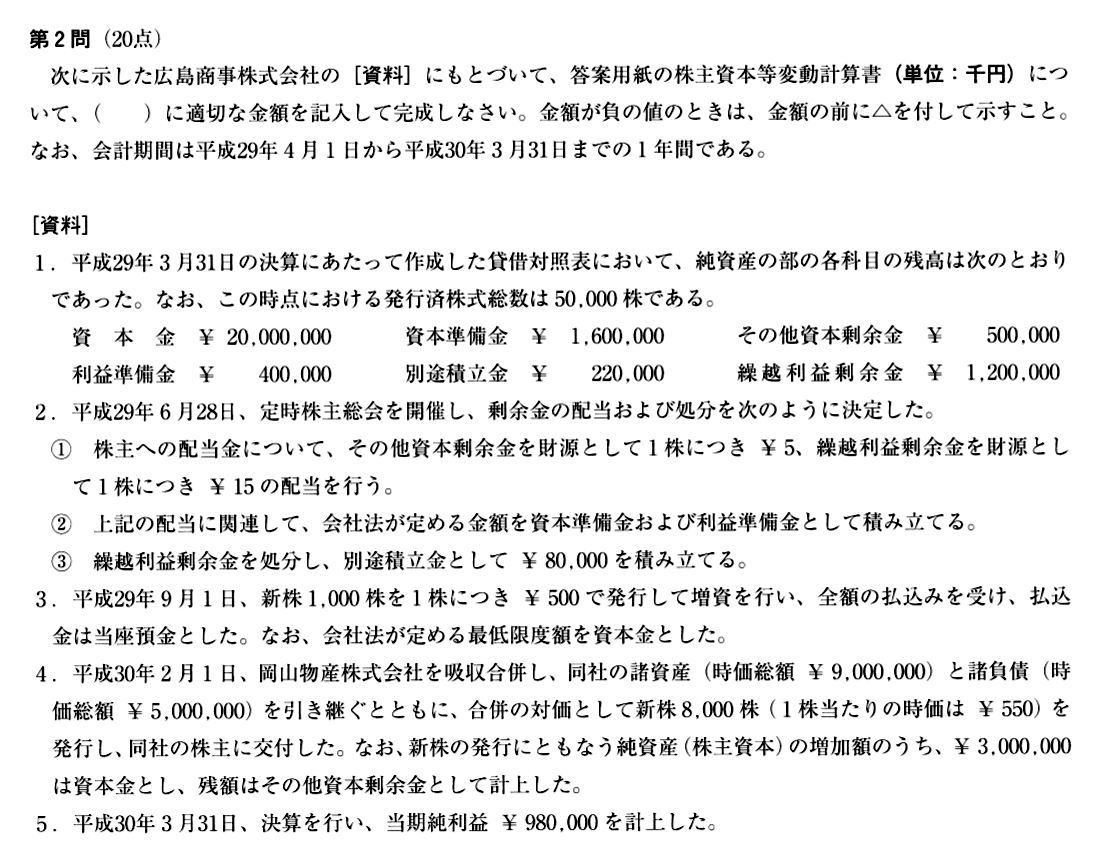 第2問（20点）
次に示した広島商事株式会社の［資料］にもとづいて、答案用紙の株主資本等変動計算書（単位：千円）につ
いて、（　　）に適切な金額を記入して完成しなさい。金額が負の値のときは、金額の前に△を付して示すこと。
なお、会計期間は平成29年4月1日から平成30年3月31日までの1年間である。
［資料］
1．平成29年3月31日の決算にあたって作成した貸借対照表において、純資産の部の各科目の残高は次のとおり
であった。なお、この時点における発行済株式総数は50,000株である。
資　本　金　¥ 20,000,000　　資本準備金　¥ 1,600,000　　その他資本剰余金　¥ 500,000
利益準備金　¥ 400,000　　別途積立金　¥ 220,000　　繰越利益剰余金　¥ 1,200,000
2．平成29年6月28日、定時株主総会を開催し、剰余金の配当および処分を次のように決定した。
①　株主への配当金について、その他資本剰余金を財源として1株につき ¥ 5、繰越利益剰余金を財源とし
て1株につき ¥ 15の配当を行う。
②　上記の配当に関連して、会社法が定める金額を資本準備金および利益準備金として積み立てる。
③　繰越利益剰余金を処分し、別途積立金として ¥ 80,000を積み立てる。
3．平成29年9月1日、新株1,000株を1株につき ¥ 500で発行して増資を行い、全額の払込みを受け、払込
金は当座預金とした。なお、会社法が定める最低限度額を資本金とした。
4．平成30年2月1日、岡山物産株式会社を吸収合併し、同社の諸資産（時価総額 ¥ 9,000,000）と諸負債（時
価総額 ¥ 5,000,000）を引き継ぐとともに、合併の対価として新株8,000株（1株当たりの時価は ¥ 550）を
発行し、同社の株主に交付した。なお、新株の発行にともなう純資産（株主資本）の増加額のうち、¥ 3,000,000
は資本金とし、残額はその他資本剰余金として計上した。
5．平成30年3月31日、決算を行い、当期純利益 ¥ 980,000を計上した。